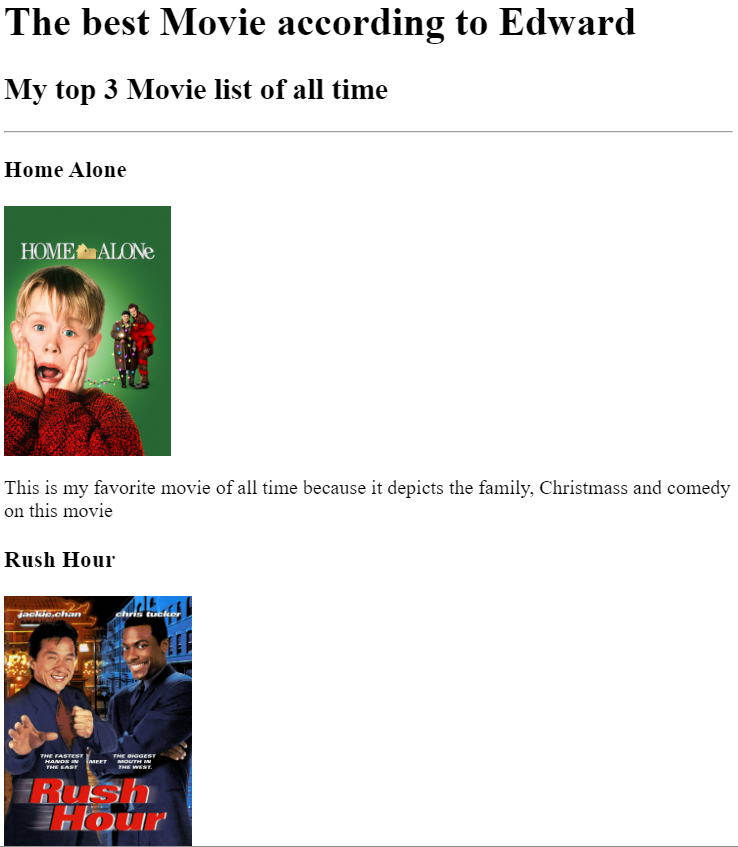 The best Movie according to Edward
My top 3 Movie list of all time
Home Alone
HOME ALONe
This is my favorite movie of all time because it depicts the family, Christmass and comedy
on this movie
Rush Hour
jackie.chan chris tucker
THE FASTEST HANDS IN THE EAST MEET THE BIGGEST MOUTH IN THE WEST.
Rush
Hour